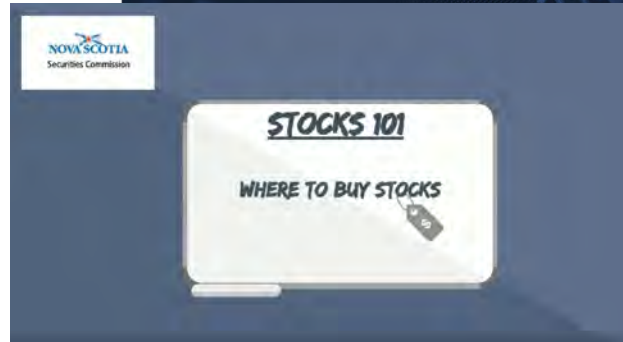 NOVA SCOTIA
Securities Commission
STOCKS 101
WHERE TO BUY STOCKS
$